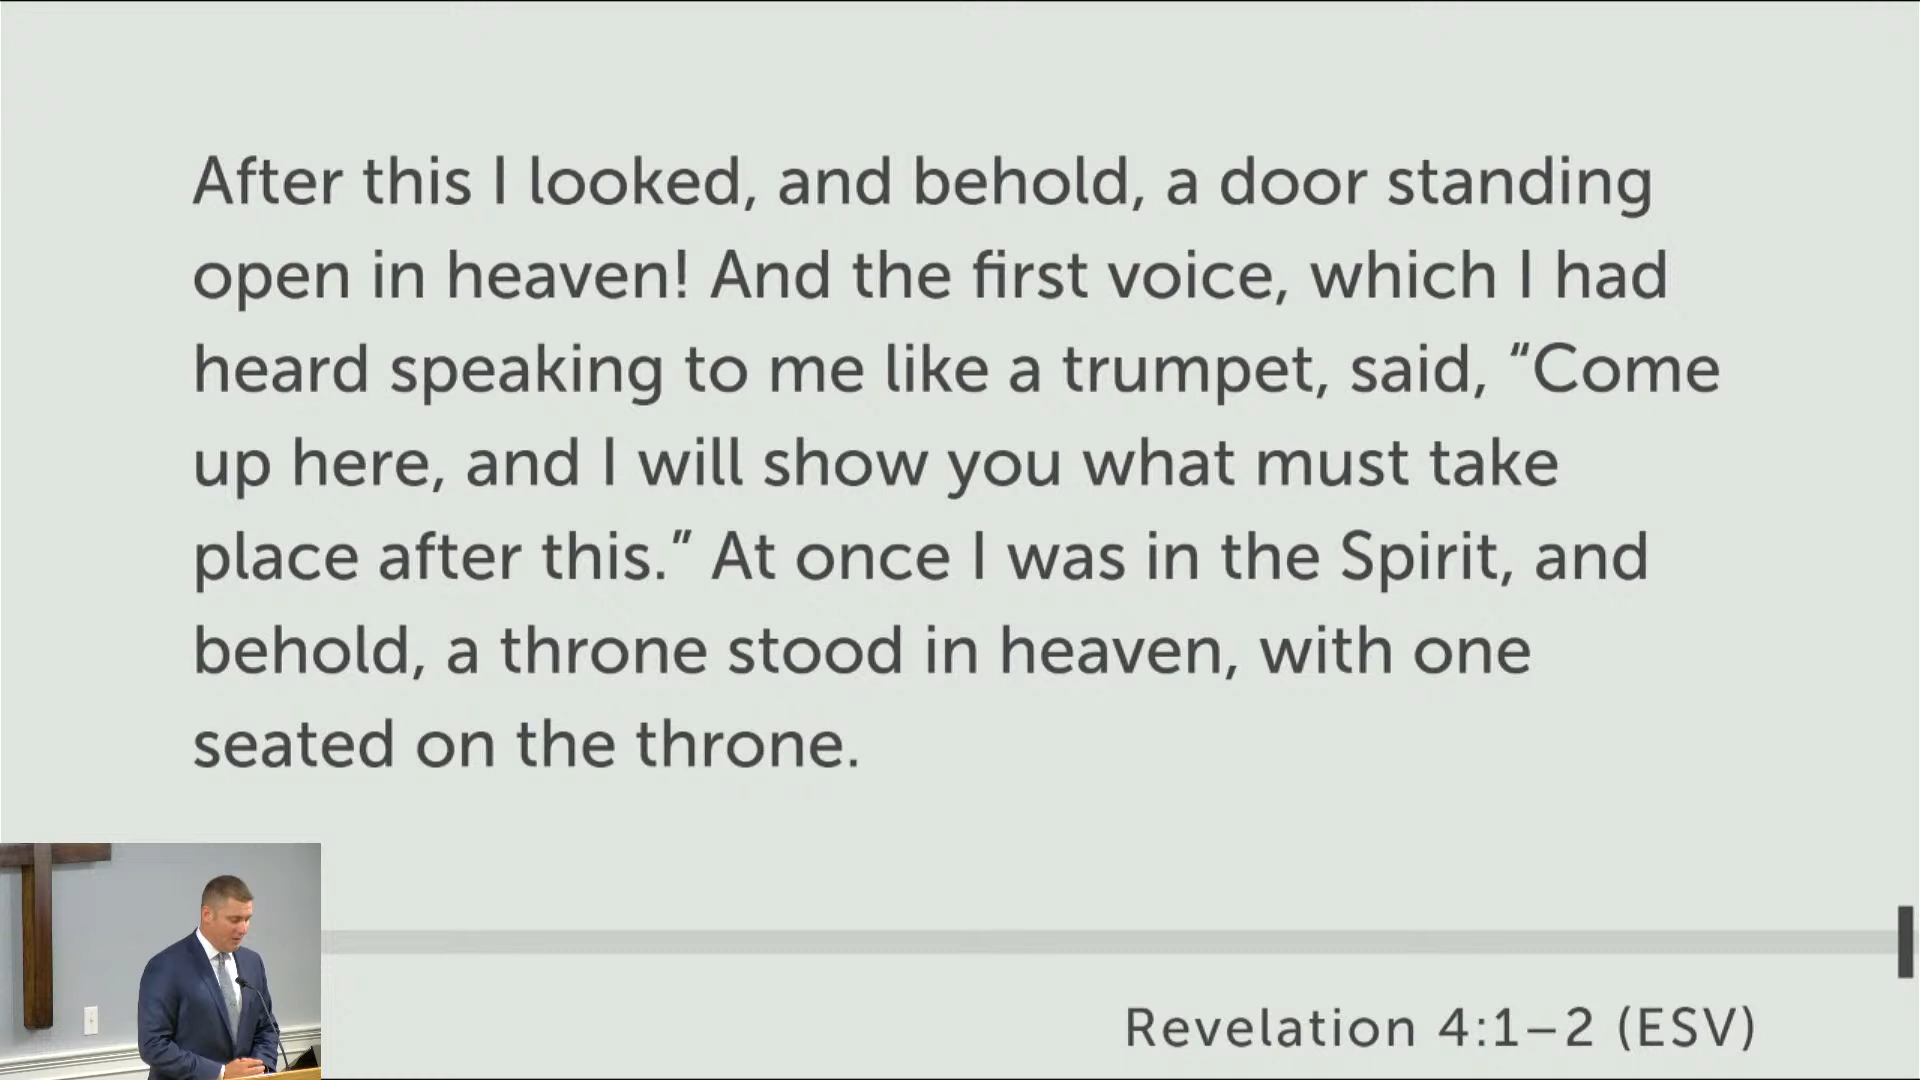 After this I looked, and behold, a door standing
open in heaven! And the first voice, which I had
heard speaking to me like a trumpet, said, “Come
up here, and I will show you what must take
place after this.” At once I was in the Spirit, and
behold, a throne stood in heaven, with one
seated on the throne.
Revelation 4:1–2 (ESV)